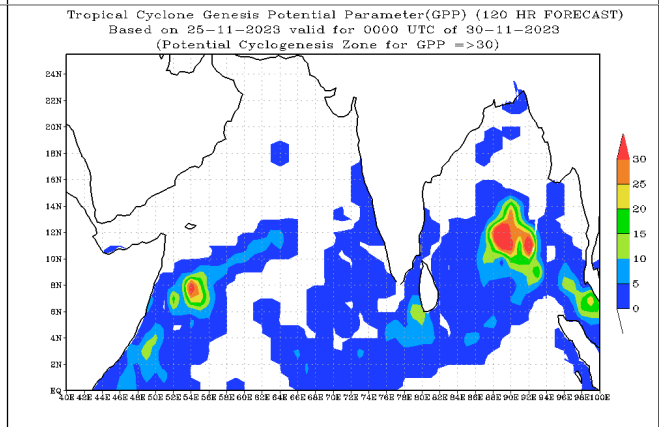 Tropical Cyclone Genesis Potential Parameter(GPP) (120 HR FORECAST)
Based on 25-11-2023 valid for 0000 UTC of 30-11-2023
(Potential Cyclogenesis Zone for GPP =>30)
24N
22N
20N
18N
16N
14N
12N
10N
8N
6N
4N
2N
EQ
40E 42E 44E 46E 48E 50E 52E 54E 56E 58E 60E 62E 64E 66E 68E 70E 72E 74E 76E 78E 80E 82E 84E 86E 88E 90E 92E 94E 96E 98E 100E
30
25
20
15
10
5
0